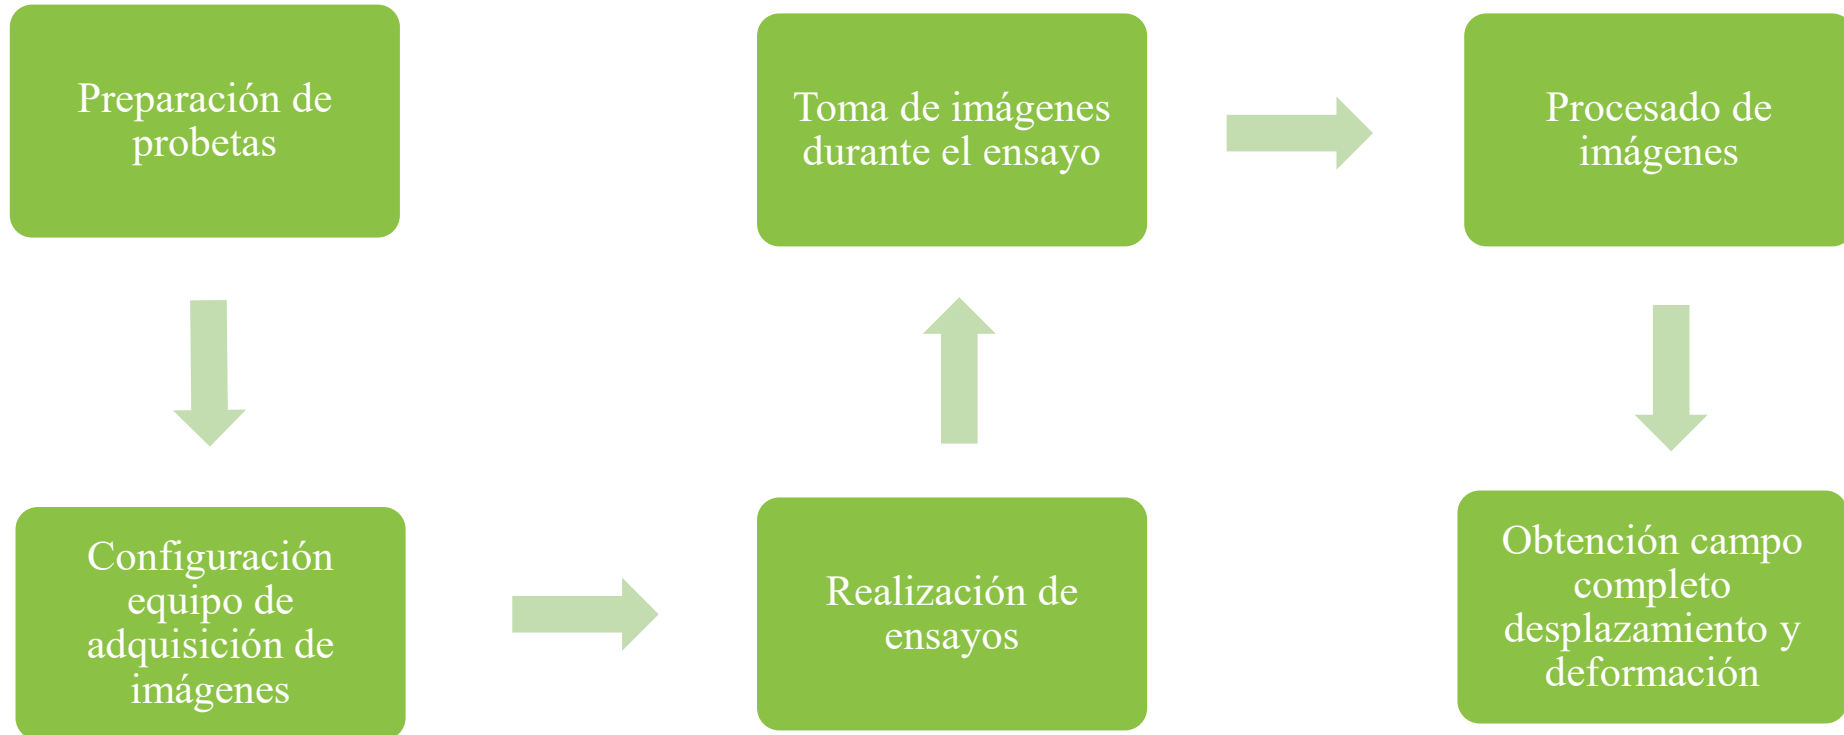 Preparación de
probetas
Configuración
equipo de
adquisición de
imágenes
Realización de
ensayos
Toma de imágenes
durante el ensayo
Procesado de
imágenes
Obtención campo
completo
desplazamiento y
deformación